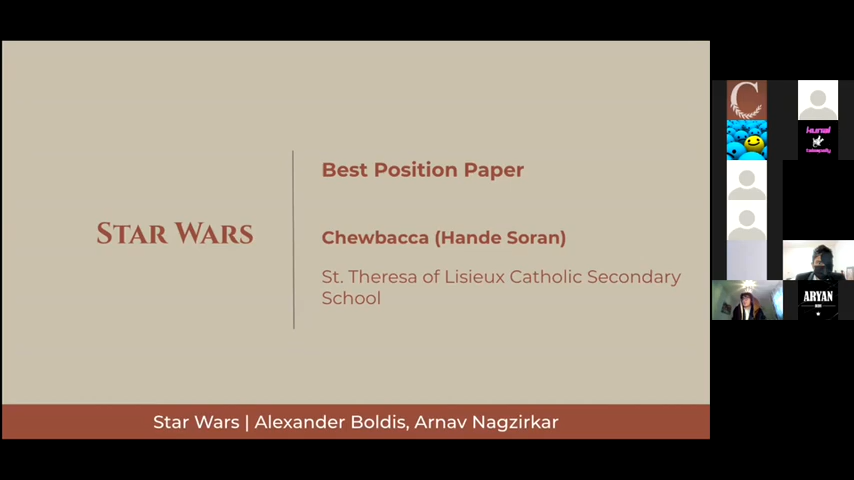 Best Position Paper
Star Wars
Chewbacca (Hande Soran)
St. Theresa of Lisieux Catholic Secondary
School
Star Wars | Alexander Boldis, Arnav Nagzirkar
C
kunal
ARYAN